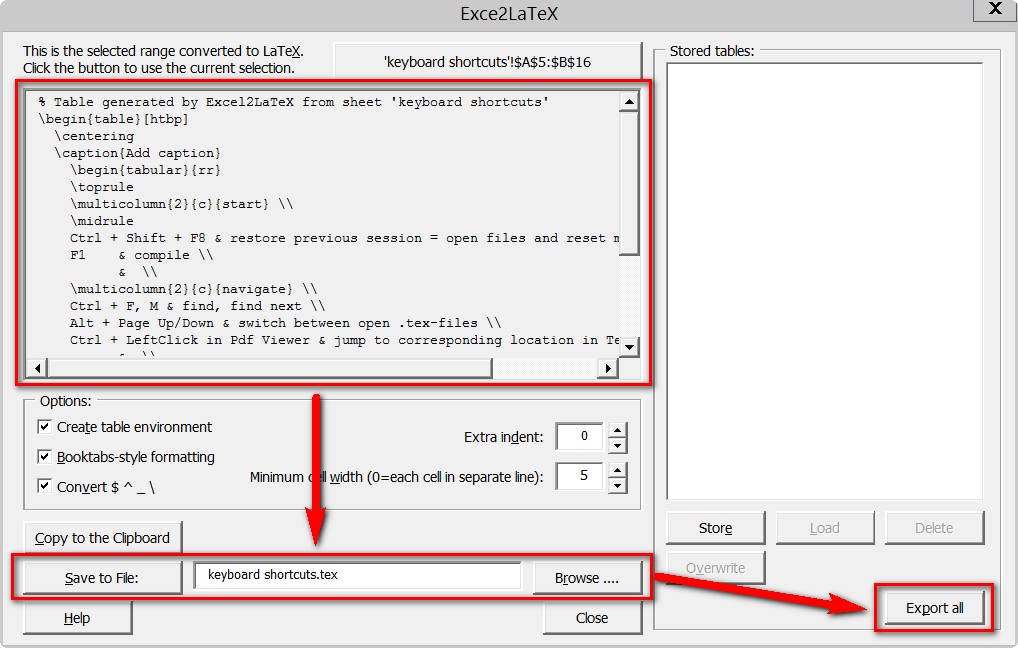 Exce2LaTeX
X
This is the selected range converted to LaTeX.
Click the button to use the current selection.
'keyboard shortcuts'!$A$5:$B$16
Stored tables:
% Table generated by Excel2LaTeX from sheet 'keyboard shortcuts'
\begin{table}[htbp]
\centering
\caption{Add caption}
\begin{tabular}{rr}
\toprule
\multicolumn{2}{c}{start} \\
\midrule
Ctrl + Shift + F8 & restore previous session = open files and reset m
F1 & compile \\
& \\
\multicolumn{2}{c}{navigate} \\
Ctrl + F, M & find, find next \\
Alt + Page Up/Down & switch between open .tex-files \\
Ctrl + LeftClick in Pdf Viewer & jump to corresponding location in Te
& \\
Options:
Create table environment
Extra indent:
0
Booktabs-style formatting
Minimum cell width (0=each cell in separate line):
5
Convert $ ^ _ \
Store
Load
Delete
Copy to the Clipboard
Overwrite
Save to File:
keyboard shortcuts.tex
Browse ....
Export all
Help
Close